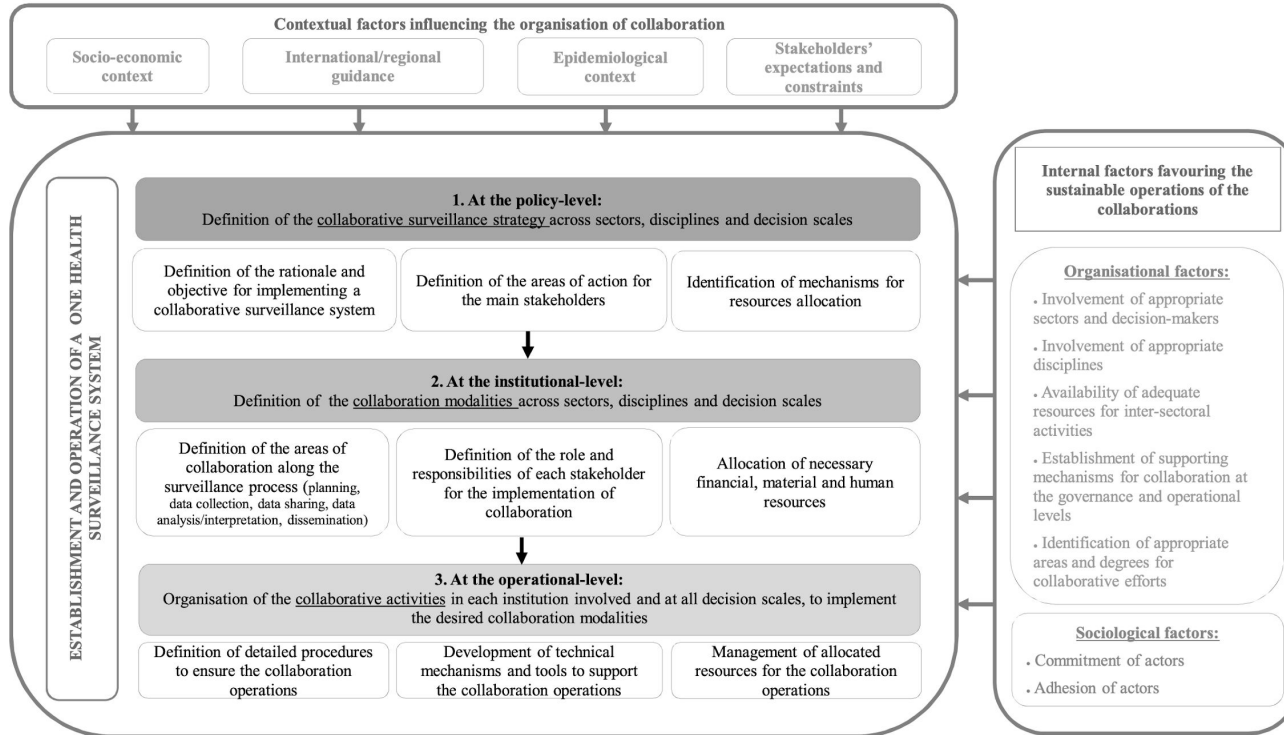 Contextual factors influencing the organisation of collaboration
Socio-economic
context
International/regional
guidance
Epidemiological
context
Stakeholders’
expectations and
constraints
ESTABLISHMENT AND OPERATION OF A ONE HEALTH
SURVEILLANCE SYSTEM
1. At the policy-level:
Definition of the collaborative surveillance strategy across sectors, disciplines and decision scales
Definition of the rationale and
objective for implementing a
collaborative surveillance system
Definition of the areas of action for
the main stakeholders
Identification of mechanisms for
resources allocation
2. At the institutional-level:
Definition of the collaboration modalities across sectors, disciplines and decision scales
Definition of the areas of
collaboration along the
surveillance process (planning,
data collection, data sharing, data
analysis/interpretation, dissemination)
Definition of the role and
responsibilities of each stakeholder
for the implementation of
collaboration
Allocation of necessary
financial, material and human
resources
3. At the operational-level:
Organisation of the collaborative activities in each institution involved and at all decision scales, to implement
the desired collaboration modalities
Definition of detailed procedures
to ensure the collaboration
operations
Development of technical
mechanisms and tools to support
the collaboration operations
Management of allocated
resources for the collaboration
operations
Internal factors favouring the
sustainable operations of the
collaborations
Organisational factors:
• Involvement of appropriate
sectors and decision-makers
• Involvement of appropriate
disciplines
• Availability of adequate
resources for inter-sectoral
activities
• Establishment of supporting
mechanisms for collaboration at
the governance and operational
levels
• Identification of appropriate
areas and degrees for
collaborative efforts
Sociological factors:
• Commitment of actors
• Adhesion of actors